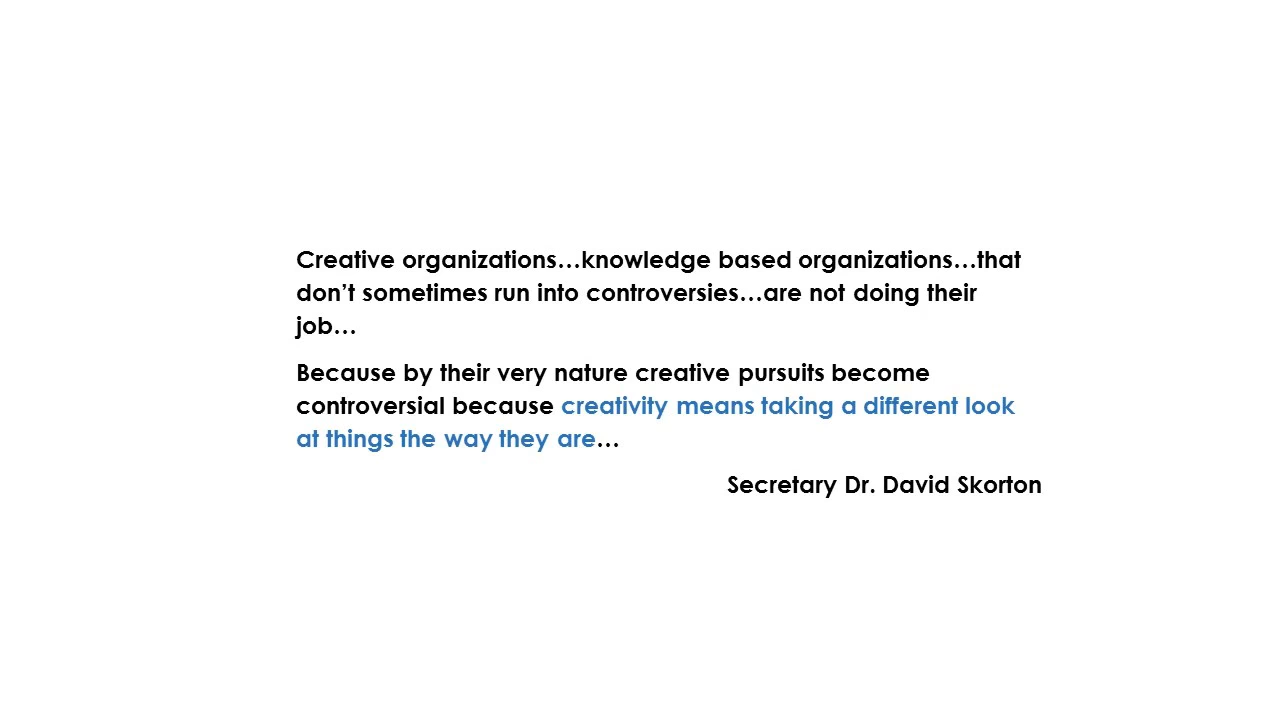 Creative organizations…knowledge based organizations…that
don’t sometimes run into controversies…are not doing their
job…
Because by their very nature creative pursuits become
controversial because creativity means taking a different look
at things the way they are…
Secretary Dr. David Skorton